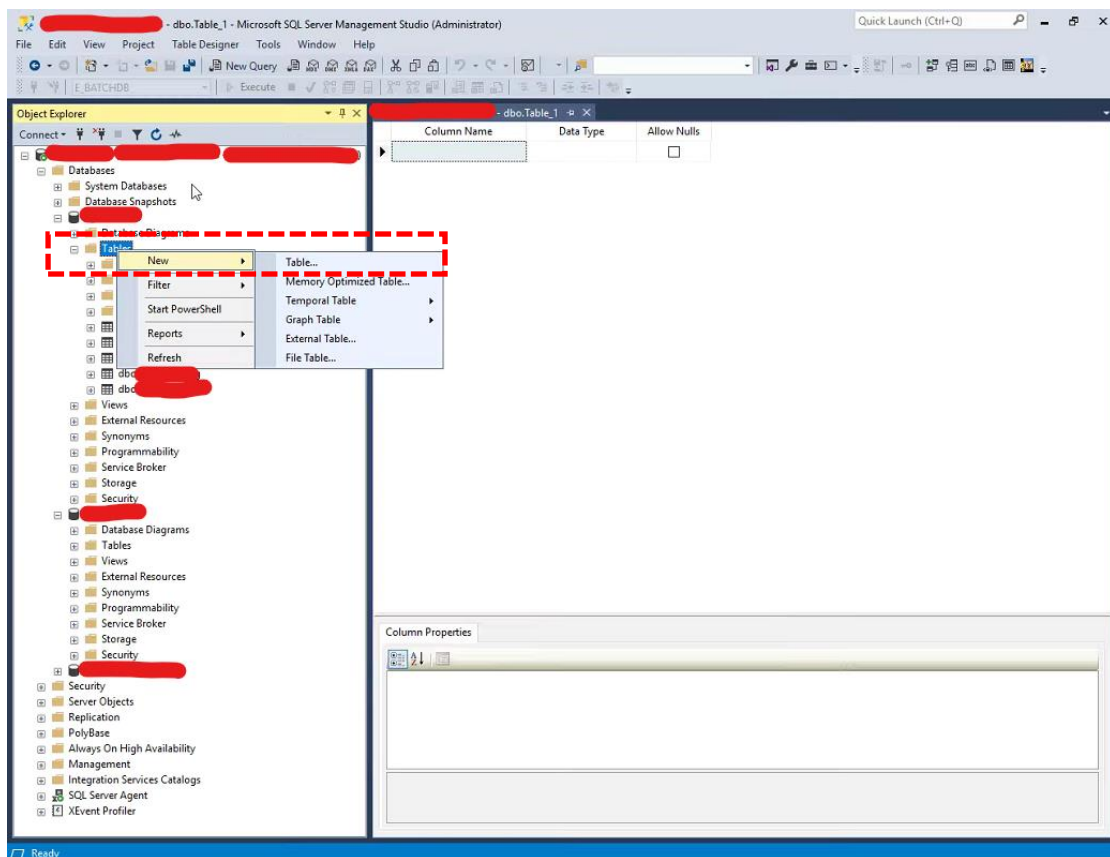 - dbo.Table_1 - Microsoft SQL Server Management Studio (Administrator)
Quick Launch (Ctrl+Q)
File Edit View Project Table Designer Tools Window Help
New Query
E_BATCHDB
Execute
Object Explorer
- dbo.Table_1
Connect
Column Name Data Type Allow Nulls
Databases
System Databases
Database Snapshots
Database Diagrams
Tables
New
Table...
Filter
Memory Optimized Table...
Temporal Table
Start PowerShell
Graph Table
Reports
External Table...
Refresh
File Table...
dbo
dbo
Views
External Resources
Synonyms
Programmability
Service Broker
Storage
Security
Database Diagrams
Tables
Views
External Resources
Synonyms
Programmability
Service Broker
Storage
Security
Column Properties
Security
Server Objects
Replication
PolyBase
Always On High Availability
Management
Integration Services Catalogs
SQL Server Agent
XEvent Profiler
Ready